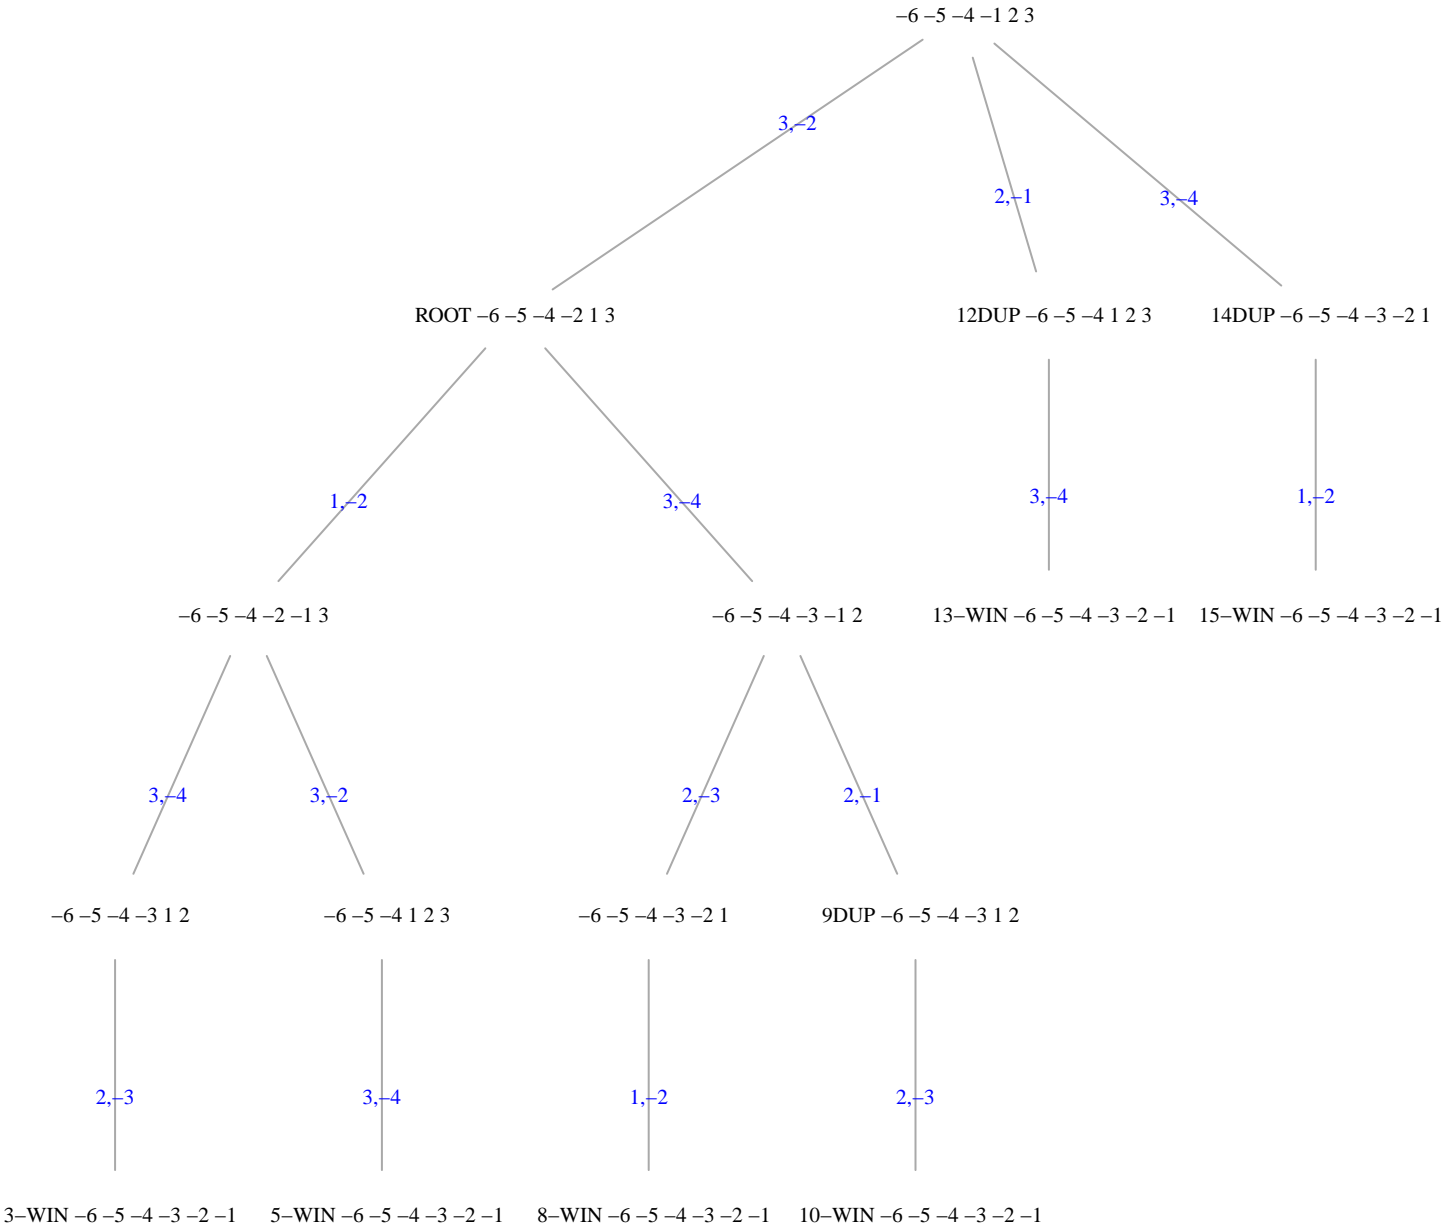 –6 –5 –4 –1 2 3
3,–2
2,–1
3,–4
ROOT –6 –5 –4 –2 1 3
12DUP –6 –5 –4 1 2 3
14DUP –6 –5 –4 –3 –2 1
1,–2
3,–4
3,–4
1,–2
–6 –5 –4 –2 –1 3
–6 –5 –4 –3 –1 2
13–WIN –6 –5 –4 –3 –2 –1
15–WIN –6 –5 –4 –3 –2 –1
3,–4
3,–2
2,–3
2,–1
–6 –5 –4 –3 1 2
–6 –5 –4 1 2 3
–6 –5 –4 –3 –2 1
9DUP –6 –5 –4 –3 1 2
2,–3
3,–4
1,–2
2,–3
3–WIN –6 –5 –4 –3 –2 –1
5–WIN –6 –5 –4 –3 –2 –1
8–WIN –6 –5 –4 –3 –2 –1
10–WIN –6 –5 –4 –3 –2 –1